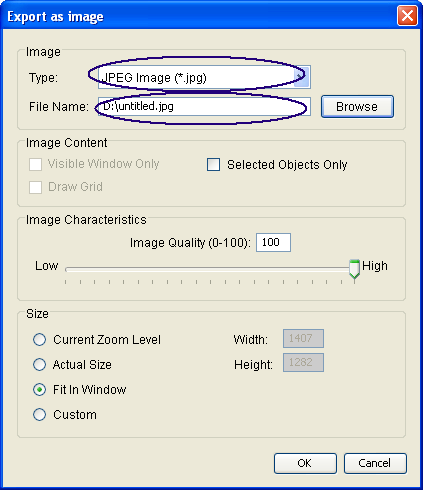 Export as image
Image
Type: JPEG Image (*.jpg)
File Name: D:\untitled.jpg Browse
Image Content
Visible Window Only Selected Objects Only
Draw Grid
Image Characteristics
Image Quality (0-100): 100
Low High
Size
Current Zoom Level Width: 1407
Actual Size Height: 1282
Fit In Window
Custom
OK Cancel